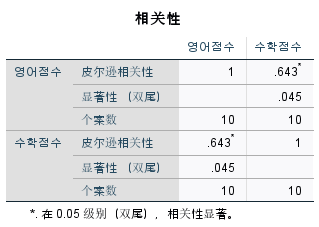 相关性
영어점수 수학점수
영어점수 皮尔逊相关性 1 .643*
显著性（双尾） .045
个案数 10 10
수학점수 皮尔逊相关性 .643* 1
显著性（双尾） .045
个案数 10 10
*. 在 0.05 级别（双尾），相关性显著。